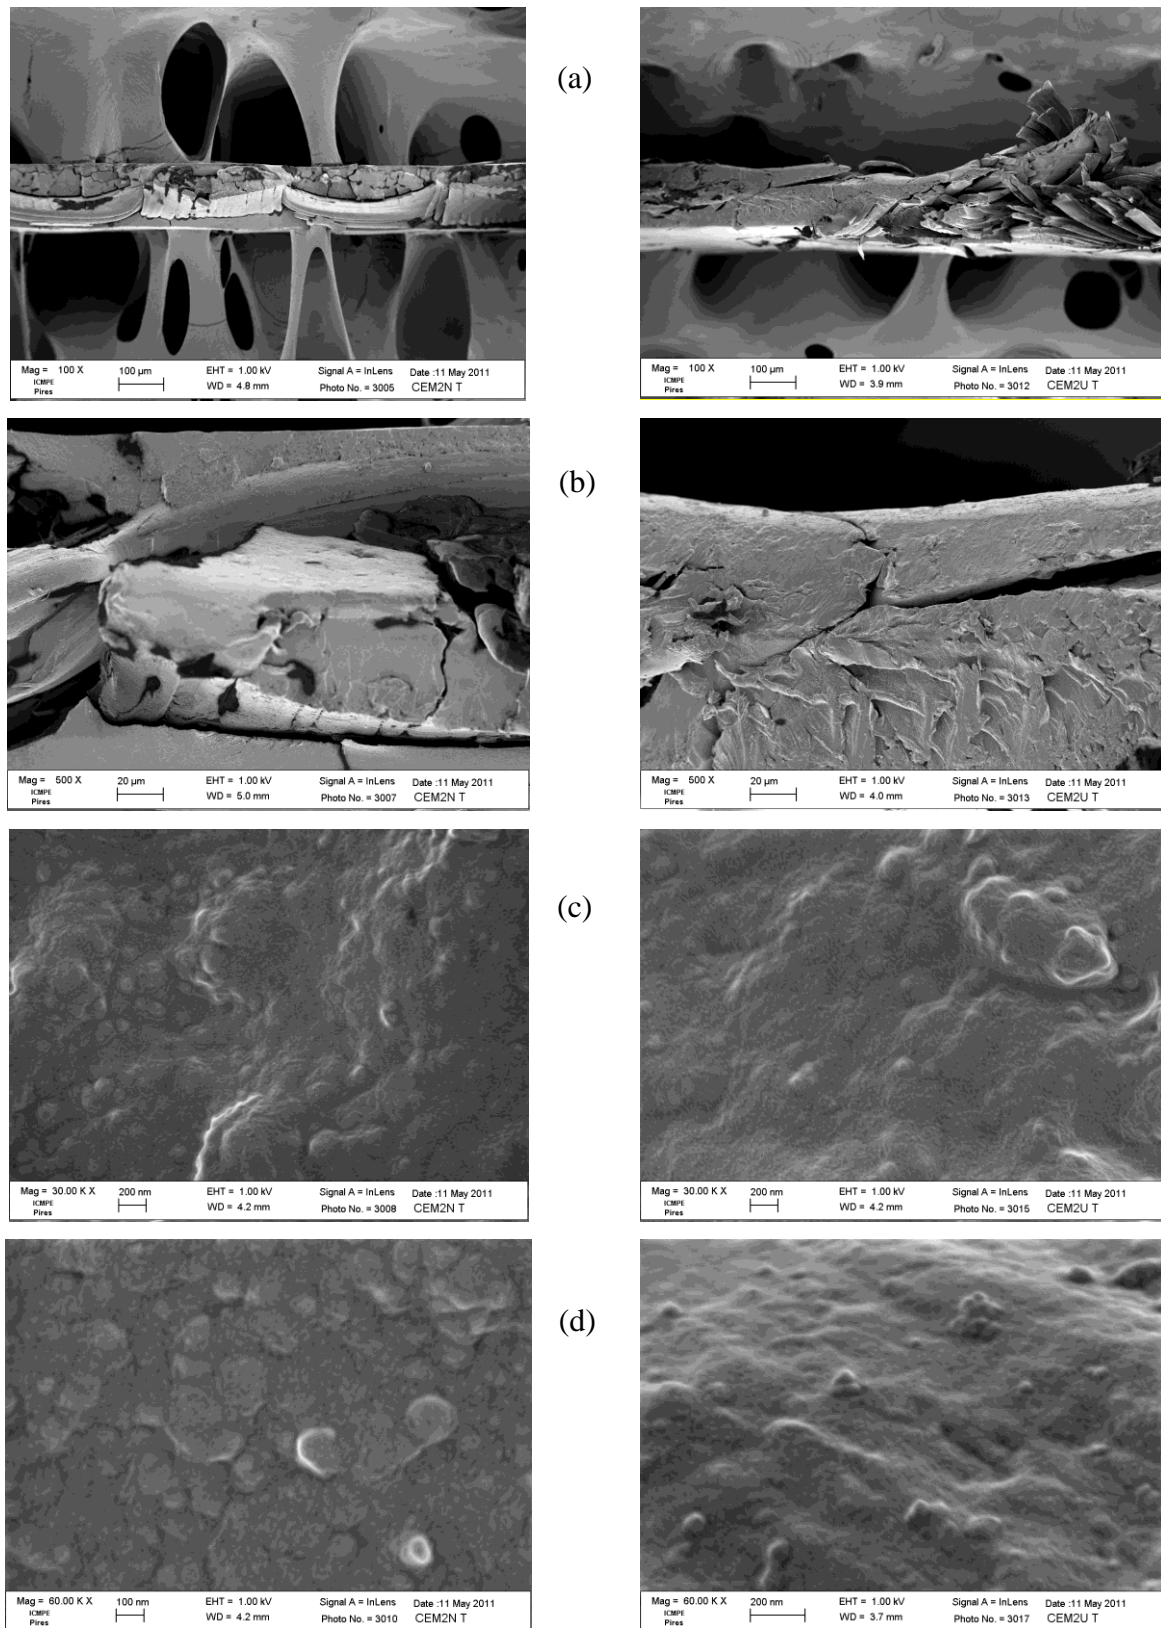 (a)
Mag = 100 X
ICMPE
Pires
100 µm
EHT = 1.00 kV
WD = 4.8 mm
Signal A = InLens
Photo No. = 3005
Date :11 May 2011
CEM2N T
Mag = 100 X
ICMPE
Pires
100 µm
EHT = 1.00 kV
WD = 3.9 mm
Signal A = InLens
Photo No. = 3012
Date :11 May 2011
CEM2U T
(b)
Mag = 500 X
ICMPE
Pires
20 µm
EHT = 1.00 kV
WD = 5.0 mm
Signal A = InLens
Photo No. = 3007
Date :11 May 2011
CEM2N T
Mag = 500 X
ICMPE
Pires
20 µm
EHT = 1.00 kV
WD = 4.0 mm
Signal A = InLens
Photo No. = 3013
Date :11 May 2011
CEM2U T
(c)
Mag = 30.00 K X
ICMPE
Pires
200 nm
EHT = 1.00 kV
WD = 4.2 mm
Signal A = InLens
Photo No. = 3008
Date :11 May 2011
CEM2N T
Mag = 30.00 K X
ICMPE
Pires
200 nm
EHT = 1.00 kV
WD = 4.2 mm
Signal A = InLens
Photo No. = 3015
Date :11 May 2011
CEM2U T
(d)
Mag = 60.00 K X
ICMPE
Pires
100 nm
EHT = 1.00 kV
WD = 4.2 mm
Signal A = InLens
Photo No. = 3010
Date :11 May 2011
CEM2N T
Mag = 60.00 K X
ICMPE
Pires
200 nm
EHT = 1.00 kV
WD = 3.7 mm
Signal A = InLens
Photo No. = 3017
Date :11 May 2011
CEM2U T